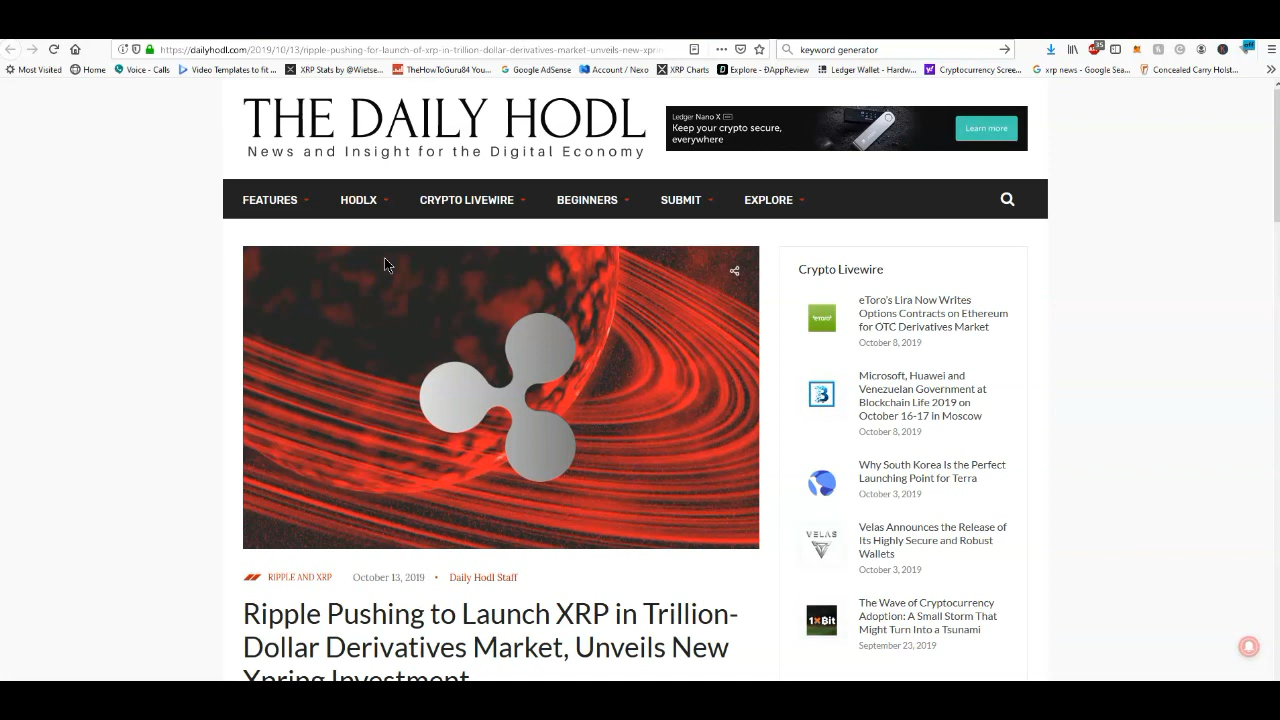 https://dailyhodl.com/2019/10/13/ripple-pushing-for-launch-of-xrp-in-trillion-dollar-derivatives-market-unveils-new-xprin
keyword generator
35
off
Most Visited
Home
Voice - Calls
Video Templates to fit ...
XRP Stats by @Wietse...
TheHowToGuru84 You...
Google AdSense
Account / Nexo
XRP Charts
Explore - ÐAppReview
Ledger Wallet - Hardw...
Cryptocurrency Scree...
xrp news - Google Sea...
Concealed Carry Holst...
THE DAILY HODL
News and Insight for the Digital Economy
Ledger Nano X
Keep your crypto secure,
everywhere
Learn more
FEATURES
HODLX
CRYPTO LIVEWIRE
BEGINNERS
SUBMIT
EXPLORE
RIPPLE AND XRP
October 13, 2019 • Daily Hodl Staff
Ripple Pushing to Launch XRP in Trillion-
Dollar Derivatives Market, Unveils New
Xpring Investment
Crypto Livewire
eToro's Lira Now Writes
Options Contracts on Ethereum
for OTC Derivatives Market
October 8, 2019
Microsoft, Huawei and
Venezuelan Government at
Blockchain Life 2019 on
October 16-17 in Moscow
October 8, 2019
Why South Korea Is the Perfect
Launching Point for Terra
October 3, 2019
VELAS
Velas Announces the Release of
Its Highly Secure and Robust
Wallets
October 3, 2019
1XBit
The Wave of Cryptocurrency
Adoption: A Small Storm That
Might Turn Into a Tsunami
September 23, 2019